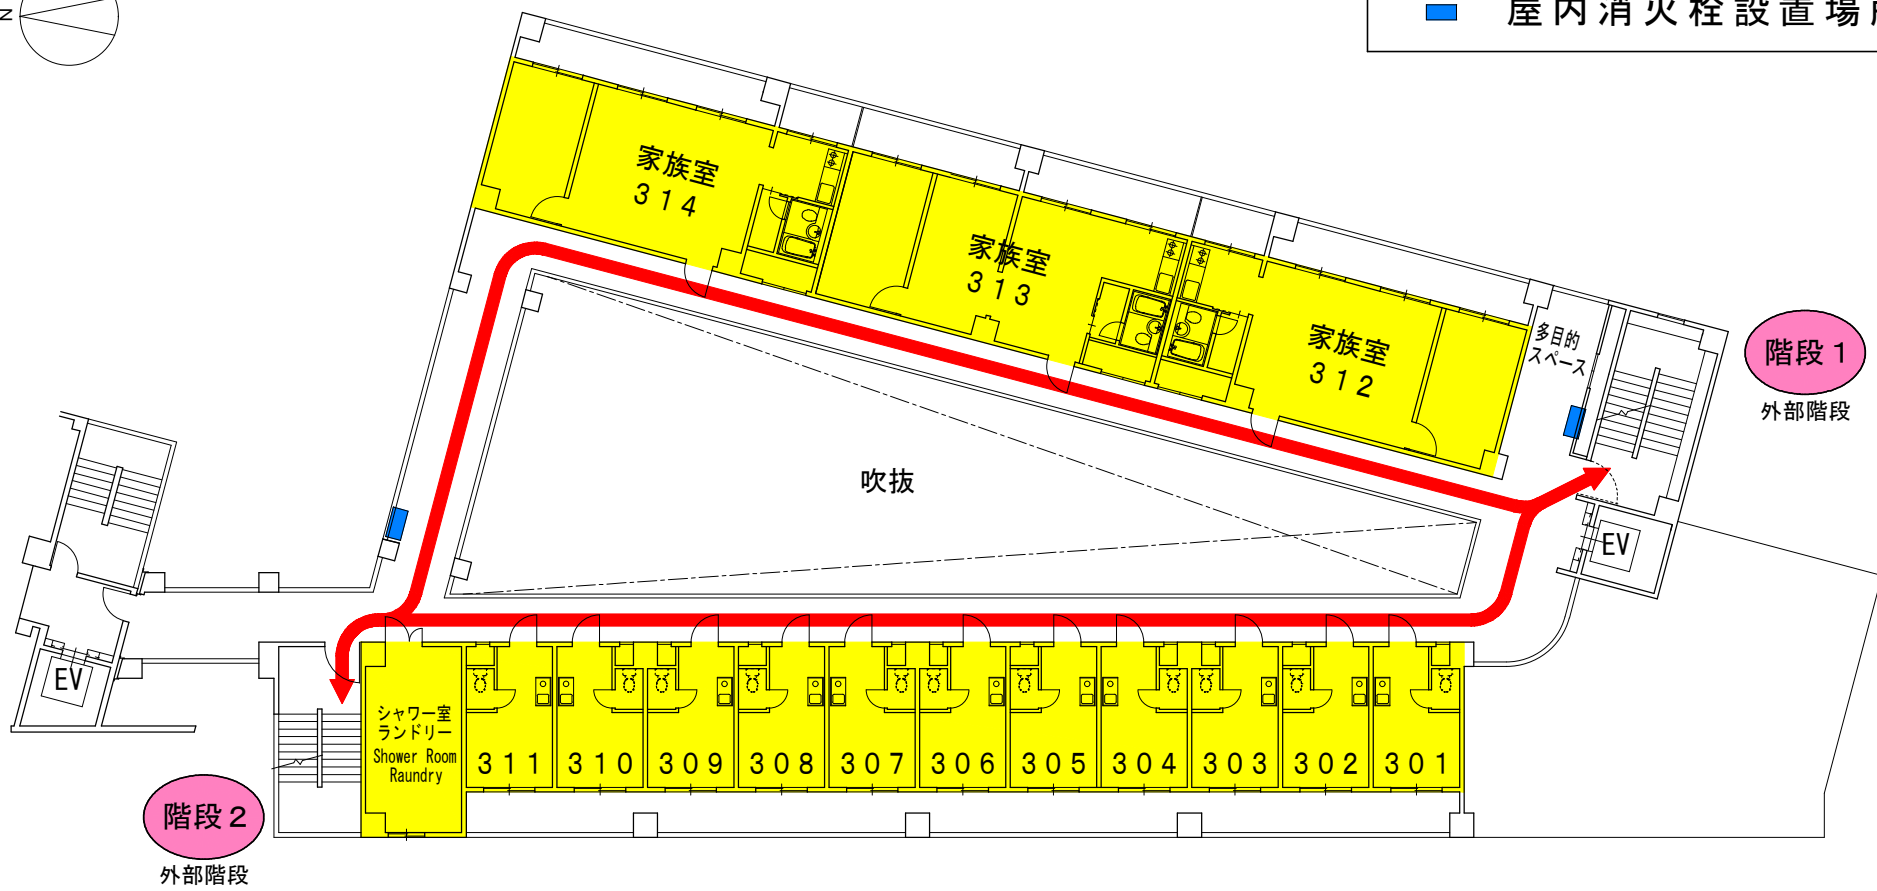 N
屋内消火栓設置場所
家族室
３１４
家族室
３１３
家族室
３１２
多目的
スペース
階段１
外部階段
吹抜
EV
EV
シャワー室
ランドリー
Shower Room
Raundry
３１１
３１０
３０９
３０８
３０７
３０６
３０５
３０４
３０３
３０２
３０１
階段２
外部階段